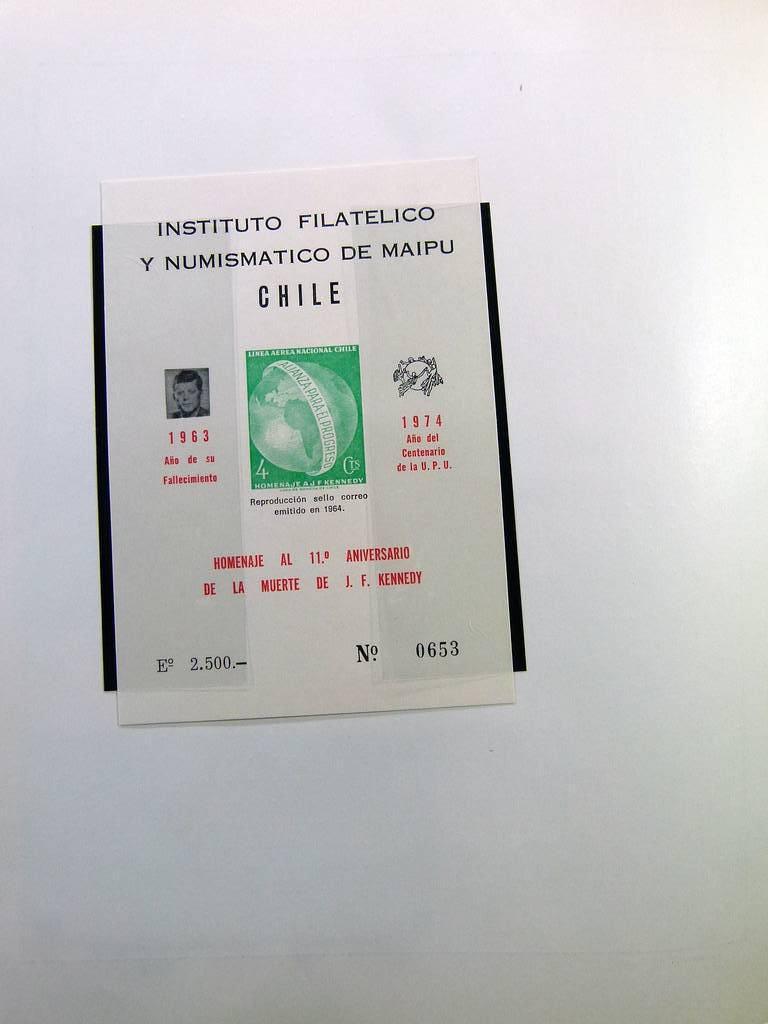 INSTITUTO FILATELICO
Y NUMISMATICO DE MAIPU
CHILE
LINEA AEREA NACIONAL CHILE
ALIANZA PARA EL PROGRESO
4 CTS
HOMENAJE A J F KENNEDY
1963
Año de su
Fallecimiento
1974
Año del
Centenario
de la U. P. U.
Reproducción sello correo
emitido en 1964.
HOMENAJE AL 11.º ANIVERSARIO
DE LA MUERTE DE J. F. KENNEDY
Eº 2.500.—
Nº 0653